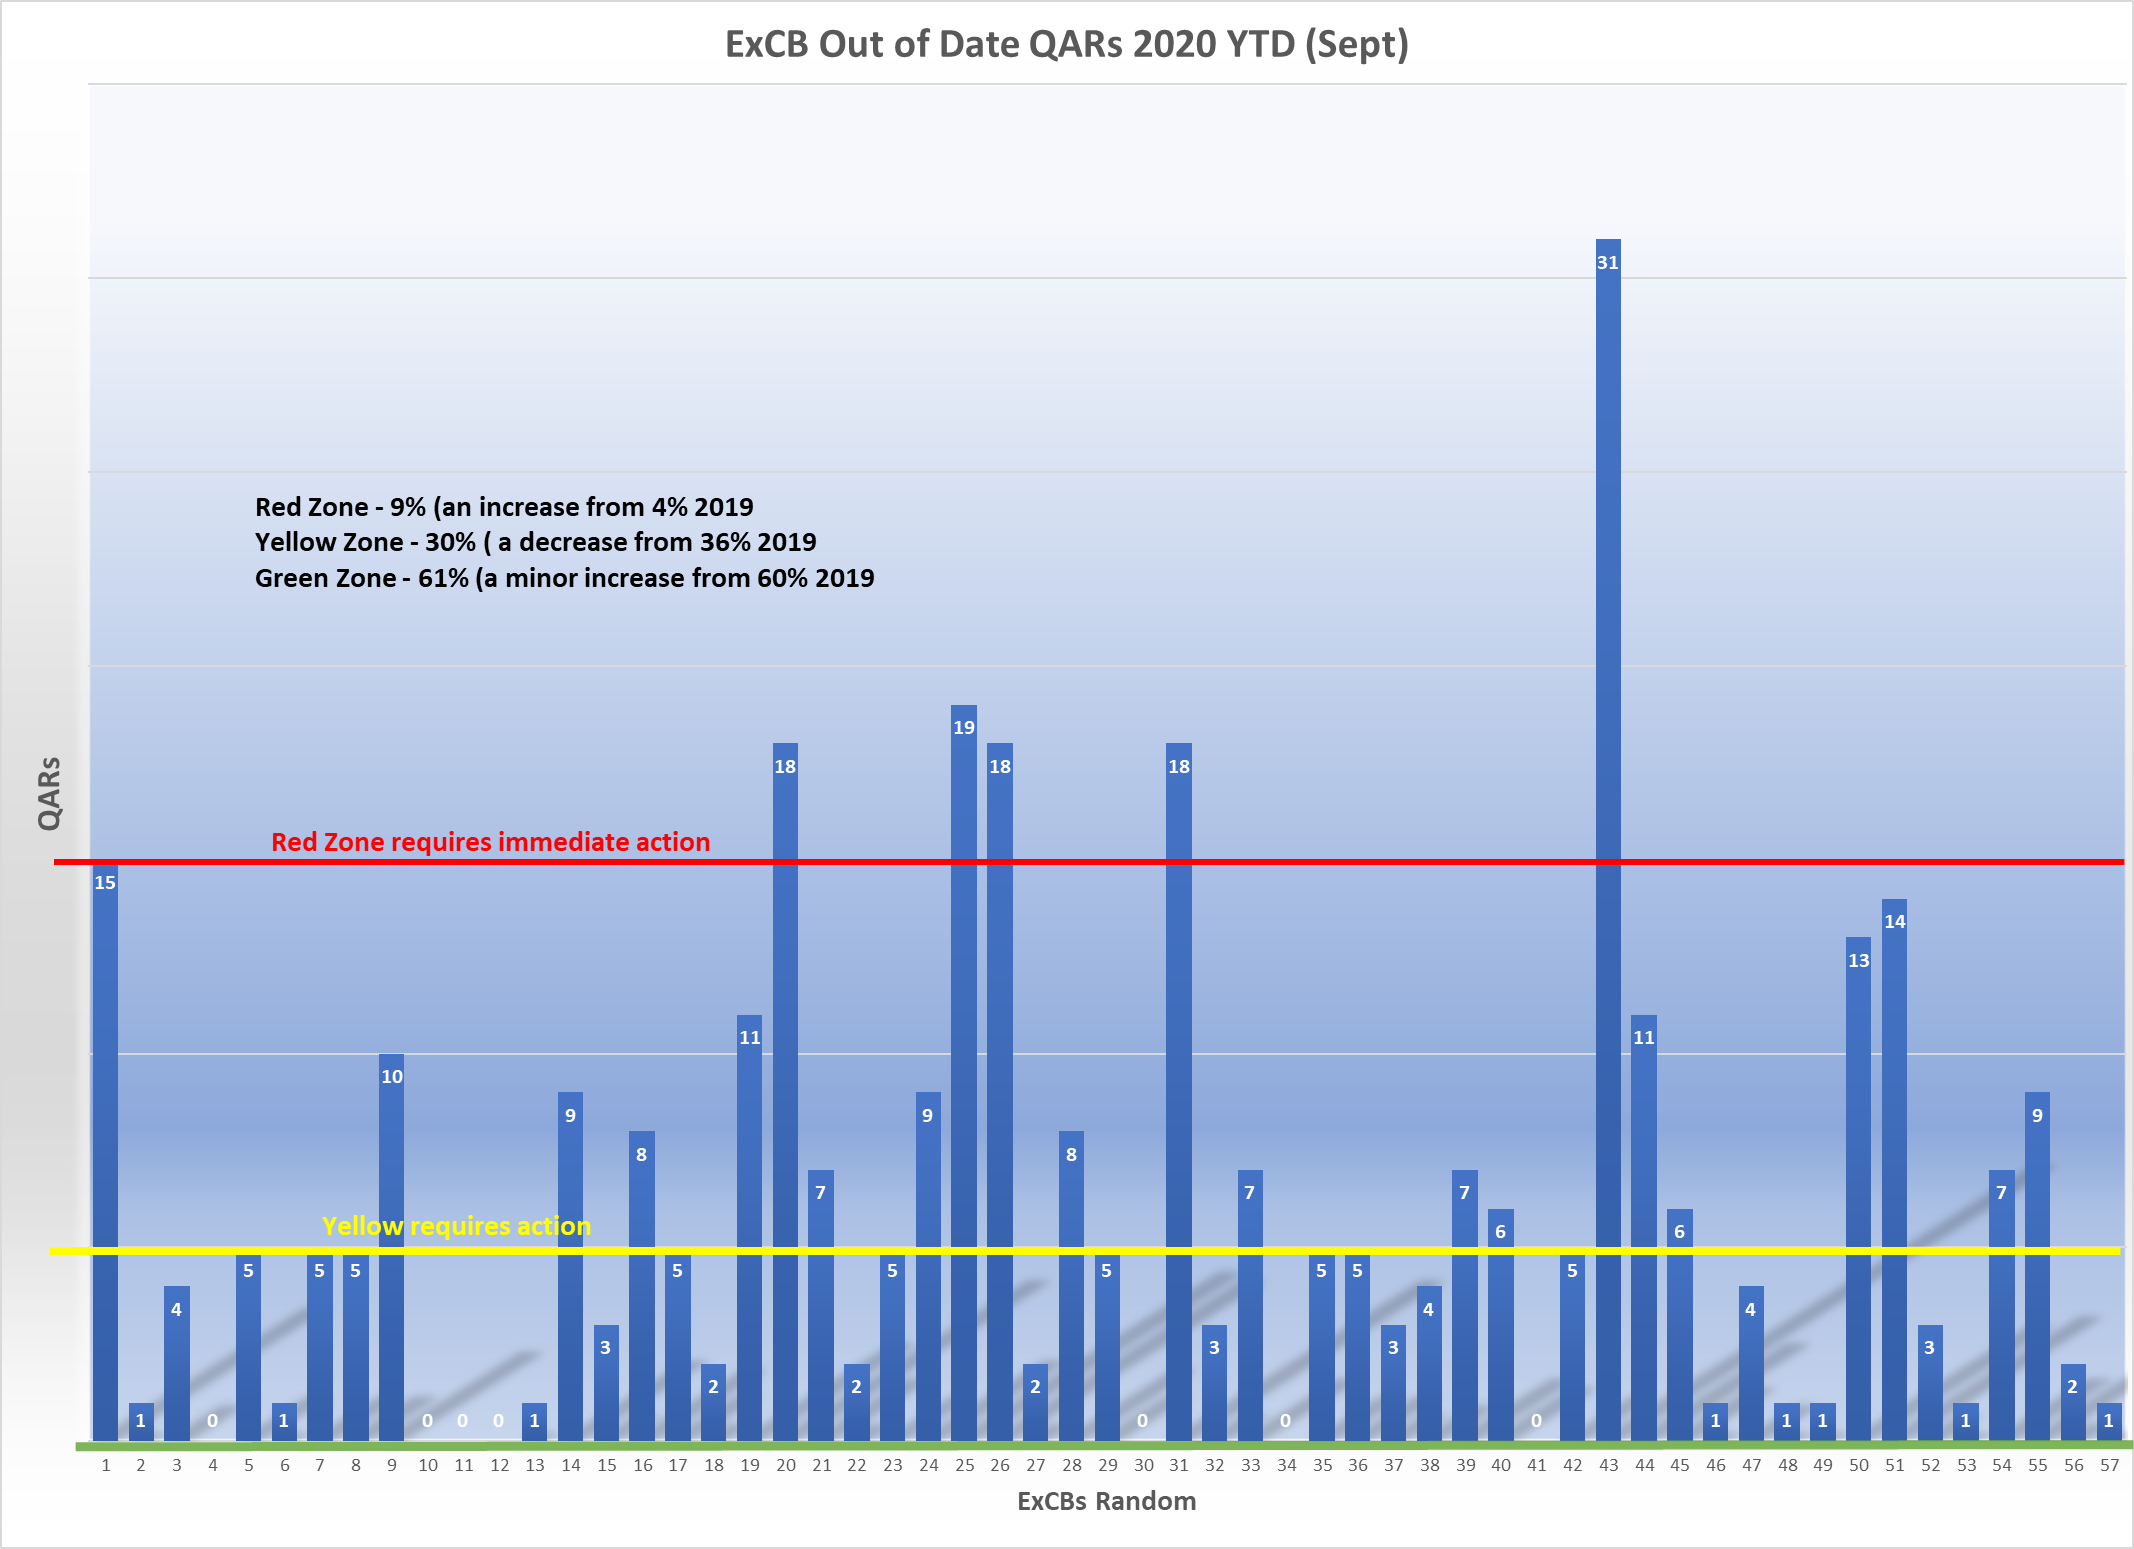 ExCB Out of Date QARs 2020 YTD (Sept)
Red Zone - 9% (an increase from 4% 2019
Yellow Zone - 30% ( a decrease from 36% 2019
Green Zone - 61% (a minor increase from 60% 2019
QARs
Red Zone requires immediate action
Yellow requires action
15 1 4 0 5 1 5 5 10 0 0 0 1 9 3 8 5 2 11 18 7 2 5 9 19 18 2 8 5 0 18 3 7 0 5 5 3 4 7 6 0 5 31 11 6 1 4 1 1 13 14 3 1 7 9 2 1
1 2 3 4 5 6 7 8 9 10 11 12 13 14 15 16 17 18 19 20 21 22 23 24 25 26 27 28 29 30 31 32 33 34 35 36 37 38 39 40 41 42 43 44 45 46 47 48 49 50 51 52 53 54 55 56 57
ExCBs Random